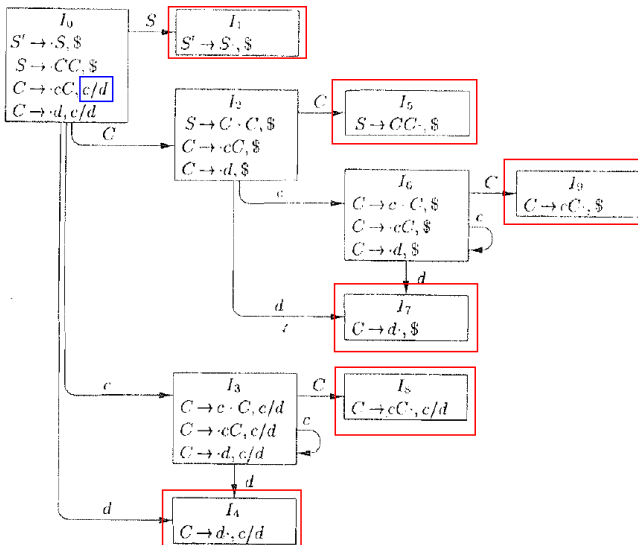 I₀
S' → ·S, $
S → ·CC, $
C → ·cC, c/d
C → ·d, c/d
S
I₁
S' → S·, $
C
I₂
S → C · C, $
C → ·cC, $
C → ·d, $
C
I₅
S → CC·, $
c
I₆
C → c · C, $
C → ·cC, $
C → ·d, $
C
c
I₉
C → cC·, $
d
d
I₇
C → d·, $
c
I₃
C → c · C, c/d
C → ·cC, c/d
C → ·d, c/d
C
c
I₈
C → cC·, c/d
d
d
I₄
C → d·, c/d